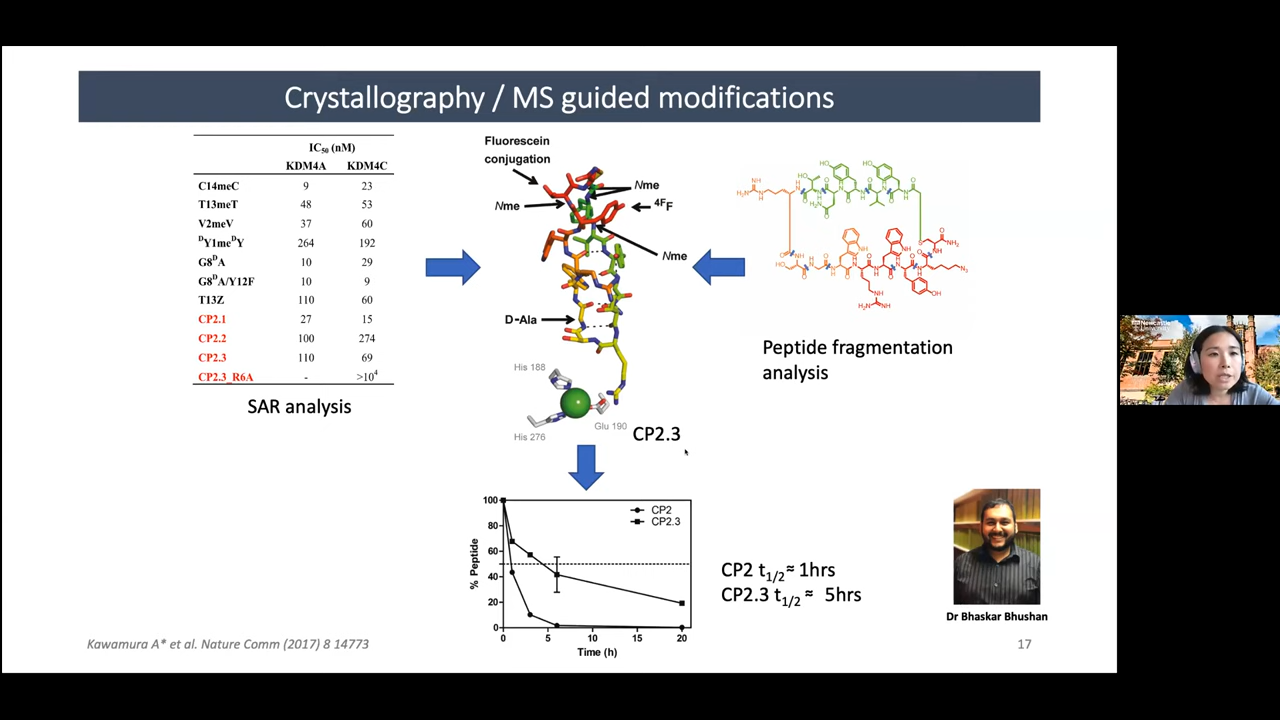 Crystallography / MS guided modifications
IC50 (nM)
KDM4A KDM4C
C14meC 9 23
T13meT 48 53
V2meV 37 60
DY1meDY 264 192
G8DA 10 29
G8DA/Y12F 10 9
T13Z 110 60
CP2.1 27 15
CP2.2 100 274
CP2.3 110 69
CP2.3_R6A - >10^4
SAR analysis
Fluorescein
conjugation
Nme
Nme
4FF
Nme
D-Ala
His 188
His 276
Glu 190
CP2.3
Peptide fragmentation
analysis
% Peptide
100
80
60
40
20
0
CP2
CP2.3
0 5 10 15 20
Time (h)
CP2 t1/2 ≈ 1hrs
CP2.3 t1/2 ≈ 5hrs
Dr Bhaskar Bhushan
Kawamura A* et al. Nature Comm (2017) 8 14773
17